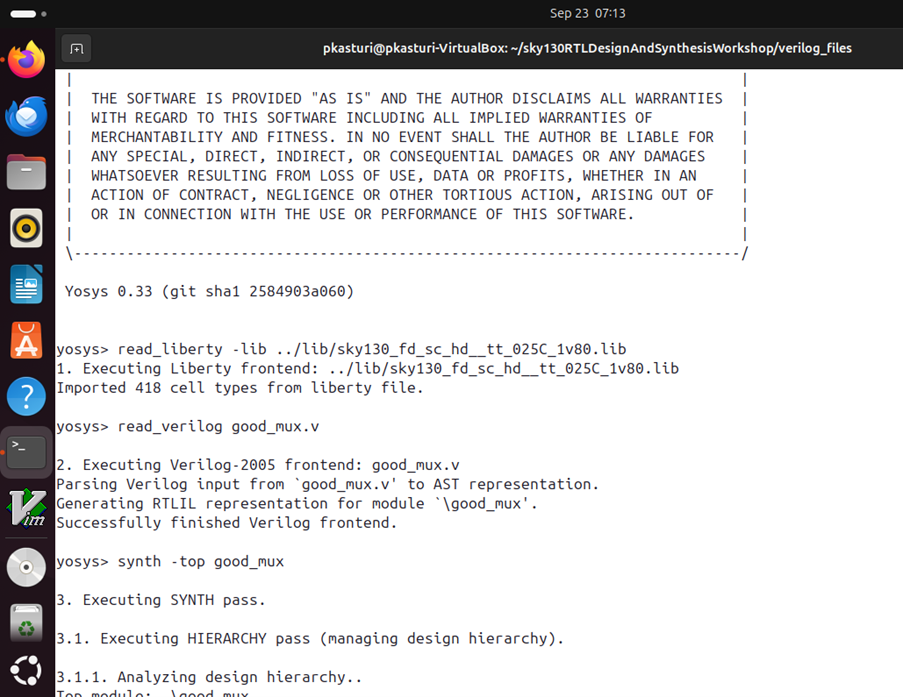 Sep 23 07:13
pkasturi@pkasturi-VirtualBox: ~/sky130RTLDesignAndSynthesisWorkshop/verilog_files
| |
| THE SOFTWARE IS PROVIDED "AS IS" AND THE AUTHOR DISCLAIMS ALL WARRANTIES |
| WITH REGARD TO THIS SOFTWARE INCLUDING ALL IMPLIED WARRANTIES OF |
| MERCHANTABILITY AND FITNESS. IN NO EVENT SHALL THE AUTHOR BE LIABLE FOR |
| ANY SPECIAL, DIRECT, INDIRECT, OR CONSEQUENTIAL DAMAGES OR ANY DAMAGES |
| WHATSOEVER RESULTING FROM LOSS OF USE, DATA OR PROFITS, WHETHER IN AN |
| ACTION OF CONTRACT, NEGLIGENCE OR OTHER TORTIOUS ACTION, ARISING OUT OF |
| OR IN CONNECTION WITH THE USE OR PERFORMANCE OF THIS SOFTWARE. |
| |
\----------------------------------------------------------------------------/
Yosys 0.33 (git sha1 2584903a060)
yosys> read_liberty -lib ../lib/sky130_fd_sc_hd__tt_025C_1v80.lib
1. Executing Liberty frontend: ../lib/sky130_fd_sc_hd__tt_025C_1v80.lib
Imported 418 cell types from liberty file.
yosys> read_verilog good_mux.v
2. Executing Verilog-2005 frontend: good_mux.v
Parsing Verilog input from `good_mux.v' to AST representation.
Generating RTLIL representation for module `\good_mux'.
Successfully finished Verilog frontend.
yosys> synth -top good_mux
3. Executing SYNTH pass.
3.1. Executing HIERARCHY pass (managing design hierarchy).
3.1.1. Analyzing design hierarchy..
Top module: \good_mux